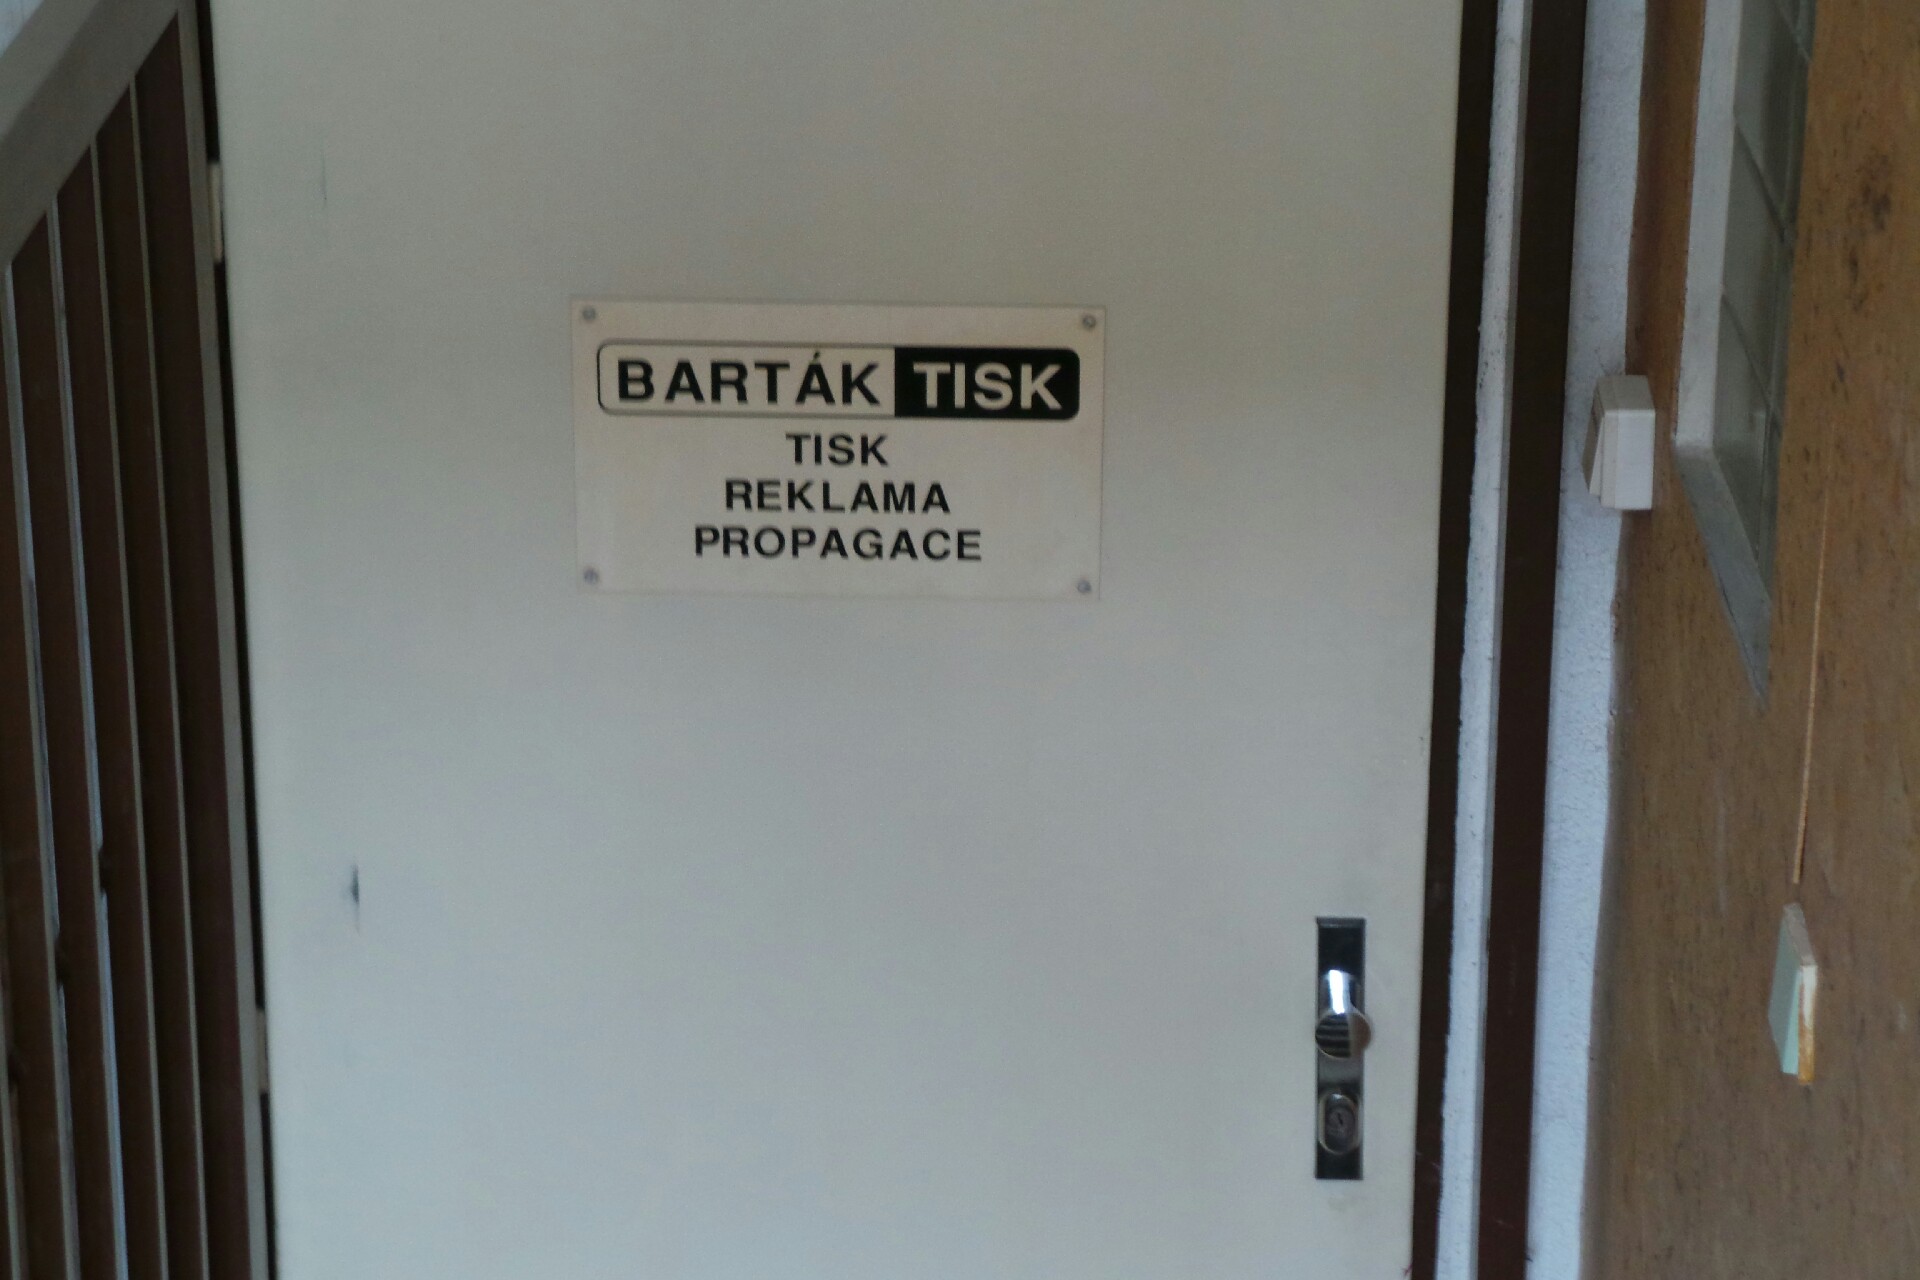 BARTÁK TISK
TISK
REKLAMA
PROPAGACE